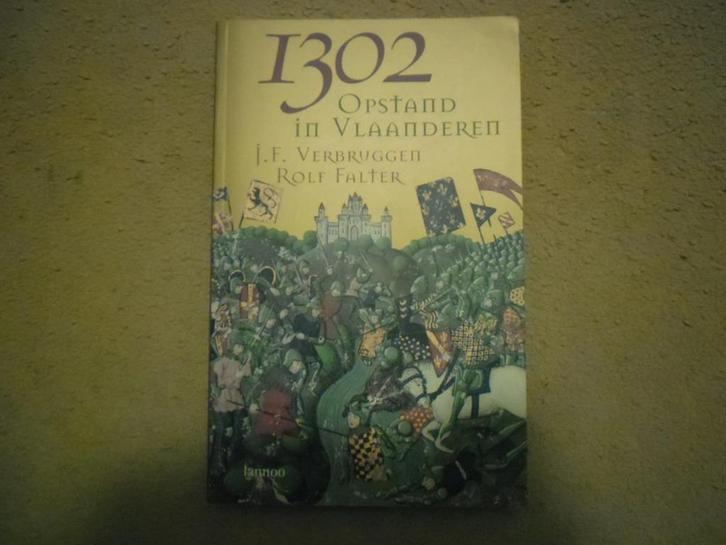 1302
Opstand
in Vlaanderen
J.F. Verbruggen
Rolf Falter
lannoo